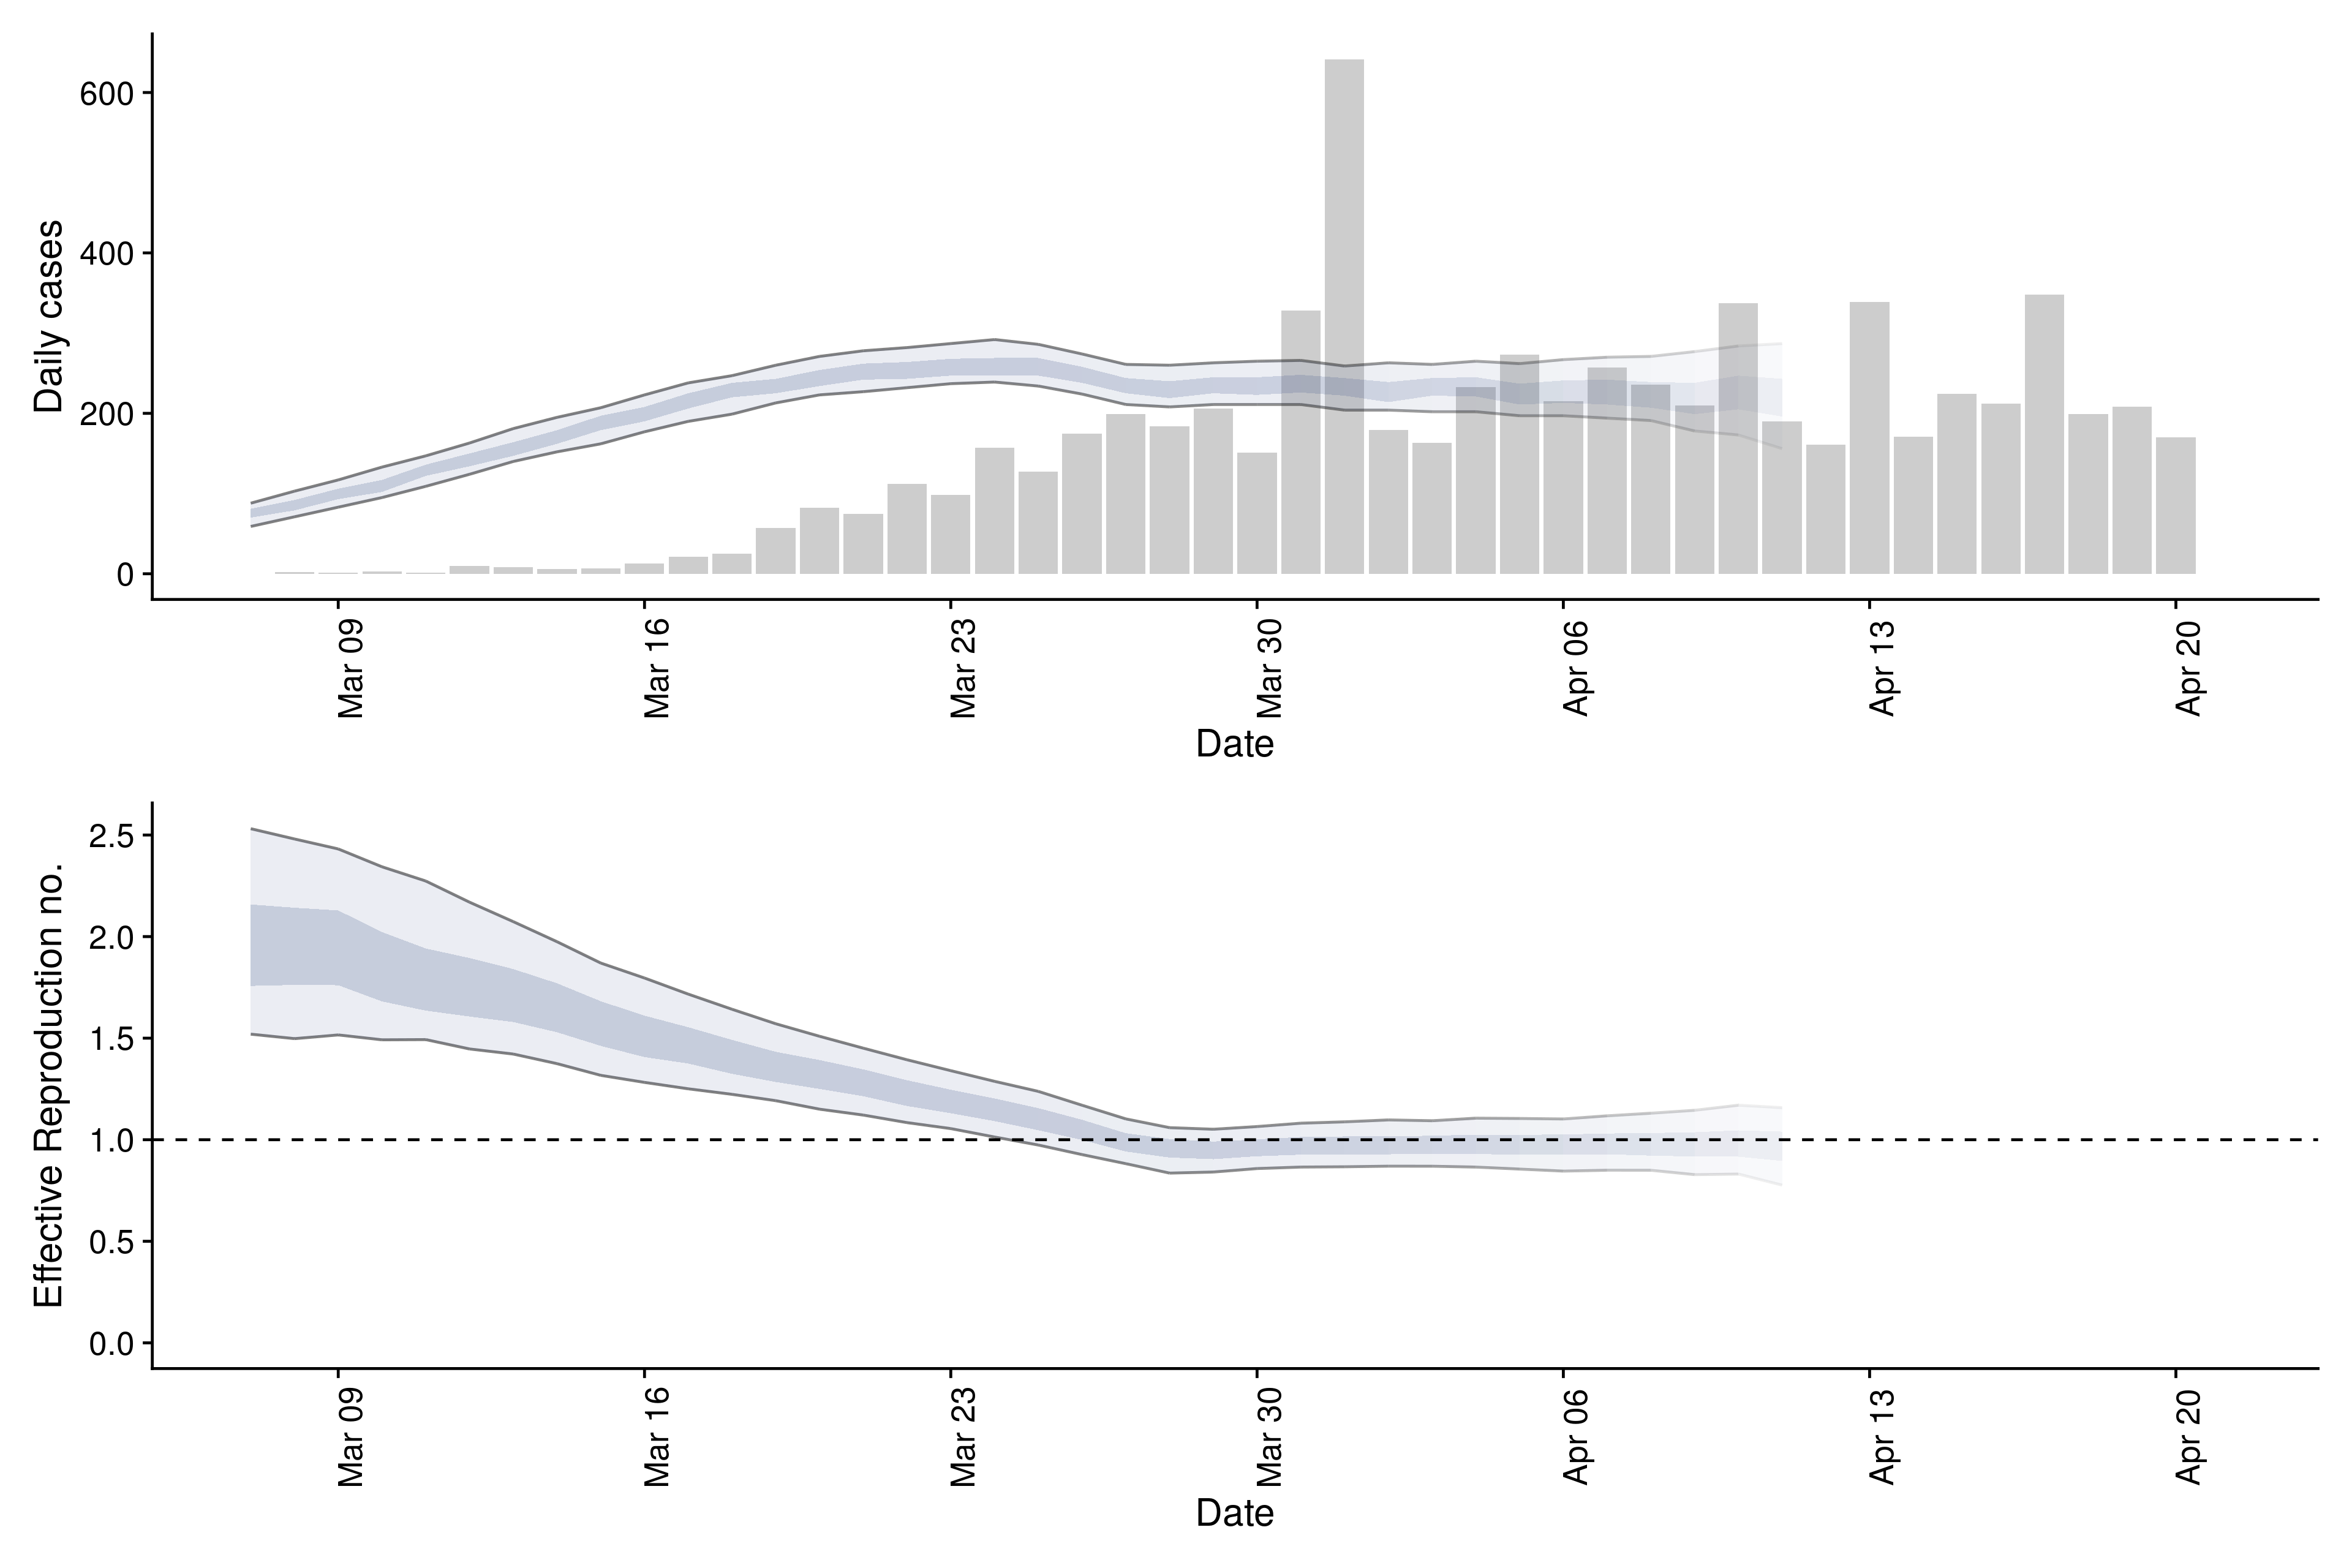 Daily cases
600
400
200
0
Mar 09
Mar 16
Mar 23
Mar 30
Apr 06
Apr 13
Apr 20
Date
Effective Reproduction no.
2.5
2.0
1.5
1.0
0.5
0.0
Mar 09
Mar 16
Mar 23
Mar 30
Apr 06
Apr 13
Apr 20
Date